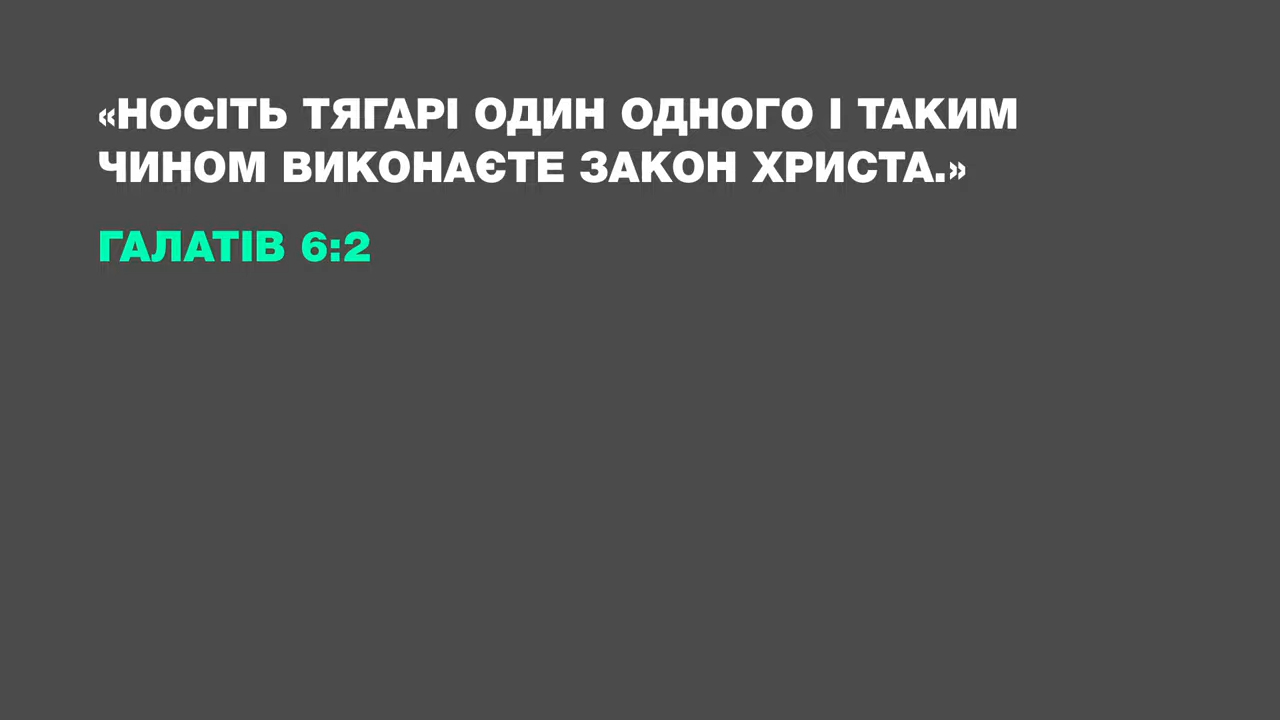 «НОСІТЬ ТЯГАРІ ОДИН ОДНОГО І ТАКИМ
ЧИНОМ ВИКОНАЄТЕ ЗАКОН ХРИСТА.»
ГАЛАТІВ 6:2